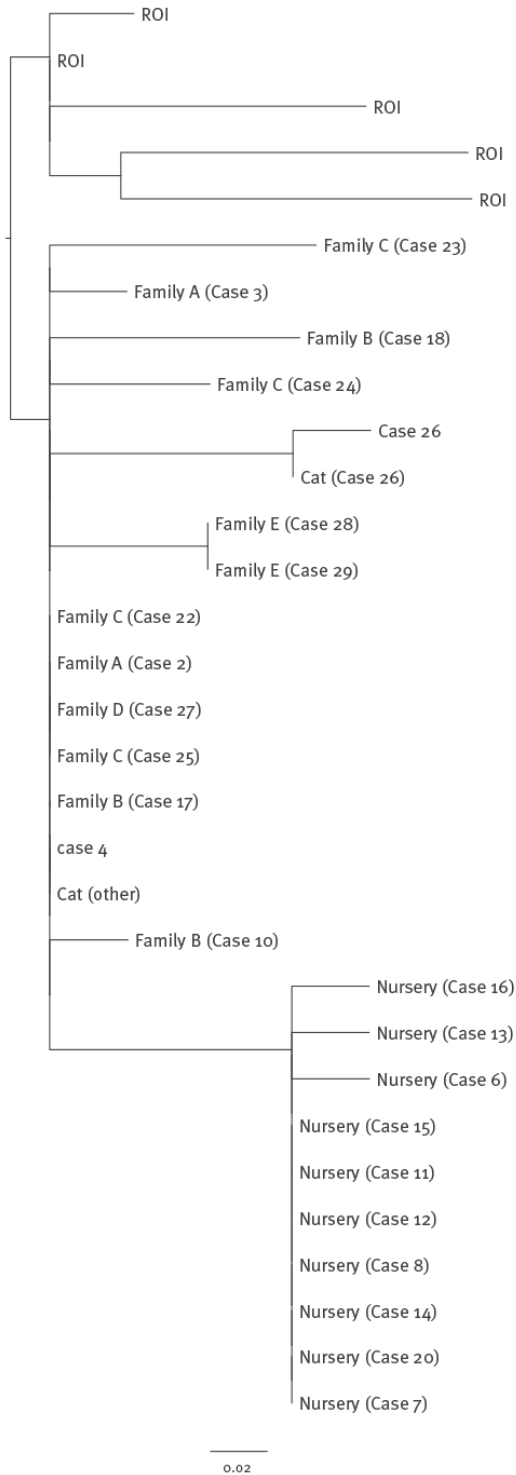 ROI
ROI
ROI
ROI
ROI
Family C (Case 23)
Family A (Case 3)
Family B (Case 18)
Family C (Case 24)
Case 26
Cat (Case 26)
Family E (Case 28)
Family E (Case 29)
Family C (Case 22)
Family A (Case 2)
Family D (Case 27)
Family C (Case 25)
Family B (Case 17)
case 4
Cat (other)
Family B (Case 10)
Nursery (Case 16)
Nursery (Case 13)
Nursery (Case 6)
Nursery (Case 15)
Nursery (Case 11)
Nursery (Case 12)
Nursery (Case 8)
Nursery (Case 14)
Nursery (Case 20)
Nursery (Case 7)
0.02